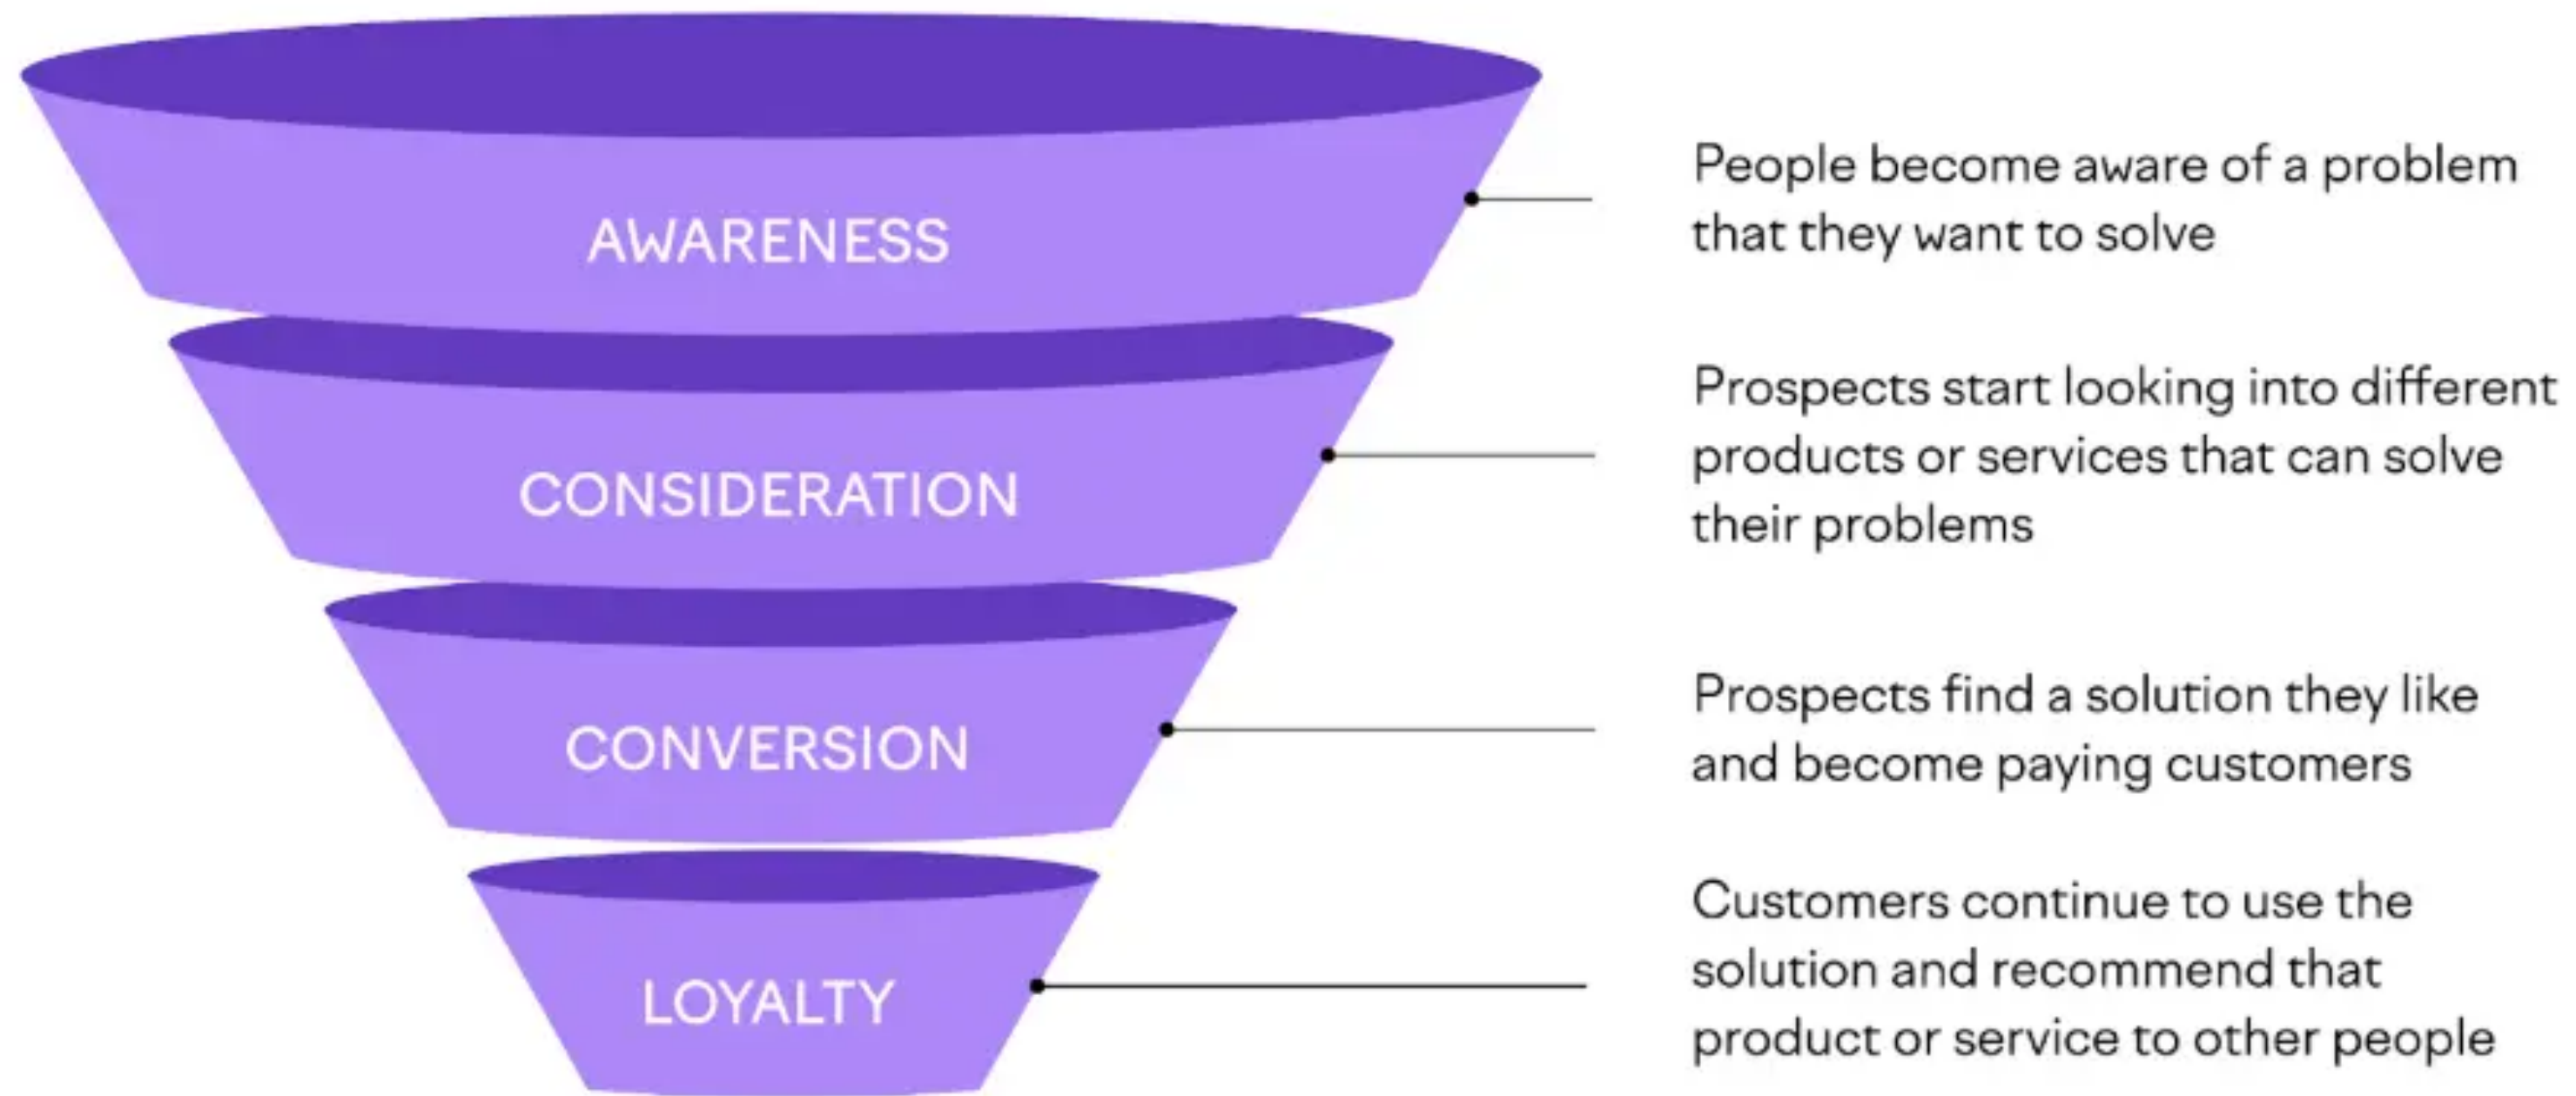 AWARENESS
People become aware of a problem
that they want to solve
CONSIDERATION
Prospects start looking into different
products or services that can solve
their problems
CONVERSION
Prospects find a solution they like
and become paying customers
LOYALTY
Customers continue to use the
solution and recommend that
product or service to other people